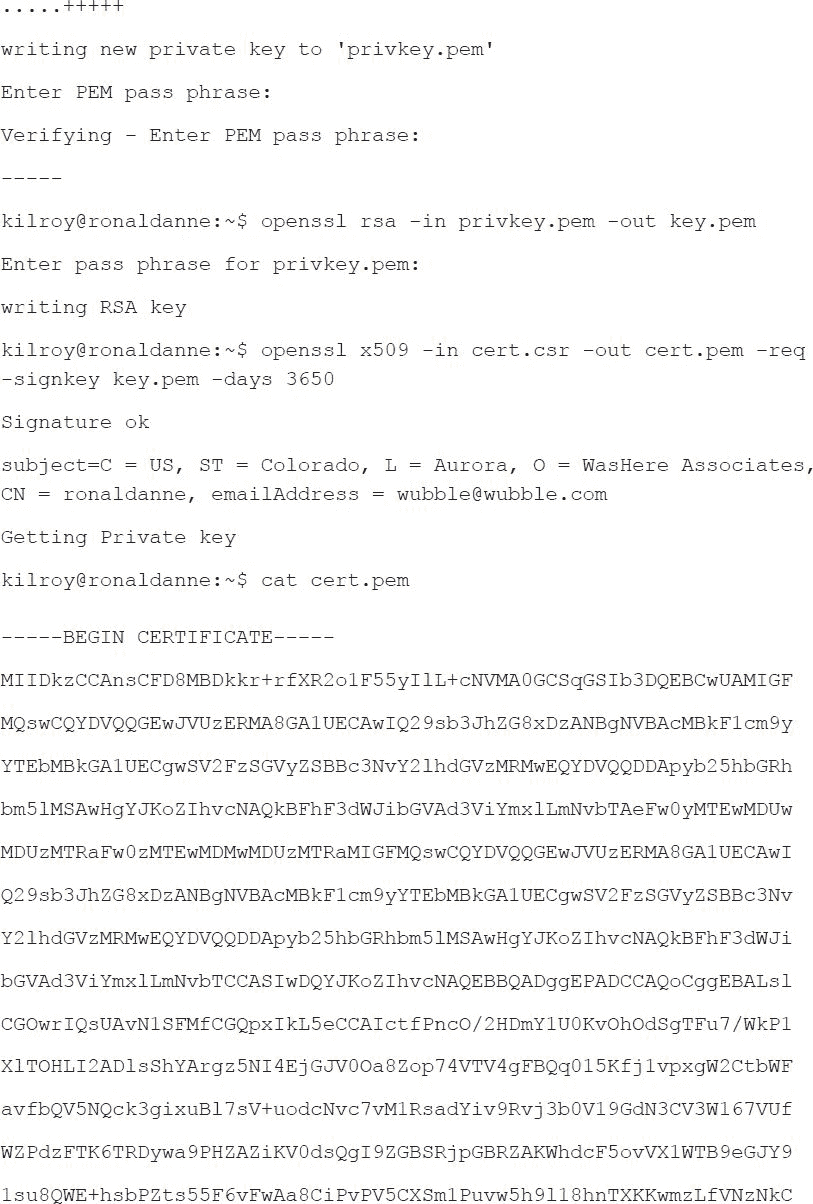 .....+++++
writing new private key to 'privkey.pem'
Enter PEM pass phrase:
Verifying - Enter PEM pass phrase:
-----
kilroy@ronaldanne:~$ openssl rsa -in privkey.pem -out key.pem
Enter pass phrase for privkey.pem:
writing RSA key
kilroy@ronaldanne:~$ openssl x509 -in cert.csr -out cert.pem -req
-signkey key.pem -days 3650
Signature ok
subject=C = US, ST = Colorado, L = Aurora, O = WasHere Associates,
CN = ronaldanne, emailAddress = wubble@wubble.com
Getting Private key
kilroy@ronaldanne:~$ cat cert.pem
-----BEGIN CERTIFICATE-----
MIIDkzCCAnsCFD8MBDkkr+rfXR2o1F55yIlL+cNVMA0GCSqGSIb3DQEBCwUAMIGF
MQswCQYDVQQGEwJVUzERMA8GA1UECAwIQ29sb3JhZG8xDzANBgNVBAcMBkF1cm9y
YTEbMBkGA1UECgwSV2FzSGVyZSBBc3NvY2lhdGVzMRMwEQYDVQQDDApyb25hbGRh
bm5lMSAwHgYJKoZIhvcNAQkBFhF3dWJibGVAd3ViYmxlLmNvbTAeFw0yMTEwMDUw
MDUzMTRaFw0zMTEwMDMwMDUzMTRaMIGFMQswCQYDVQQGEwJVUzERMA8GA1UECAwI
Q29sb3JhZG8xDzANBgNVBAcMBkF1cm9yYTEbMBkGA1UECgwSV2FzSGVyZSBBc3Nv
Y2lhdGVzMRMwEQYDVQQDDApyb25hbGRhbm5lMSAwHgYJKoZIhvcNAQkBFhF3dWJi
bGVAd3ViYmxlLmNvbTCCASIwDQYJKoZIhvcNAQEBBQADggEPADCCAQoCggEBALsl
CGOwrIQsUAvN1SFMfCGQpxIkL5eCCAIctfPncO/2HDmY1U0KvOhOdSgTFu7/WkP1
XlTOHLI2ADlsShYArgz5NI4EjGJV0Oa8Zop74VTV4gFBQq015Kfj1vpxgW2CtbWF
avfbQV5NQck3gixuBl7sV+uodcNvc7vM1RsadYiv9Rvj3b0V19GdN3CV3W167VUf
WZPdzFTK6TRDywa9PHZAZiKV0dsQgI9ZGBSRjpGBRZAKWhdcF5ovVX1WTB9eGJY9
1su8QWE+hsbPZts55F6vFwAa8CiPvPV5CXSm1Puvw5h9l18hnTXKKwmzLfVNzNkC